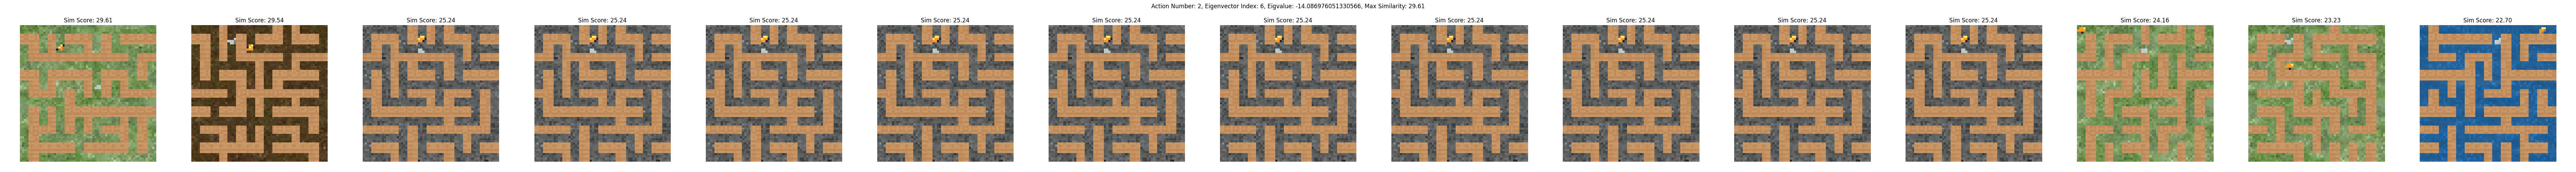 Action Number: 2, Eigenvector Index: 6, Eigvalue: -14.086976051330566, Max Similarity: 29.61
Sim Score: 29.61
Sim Score: 29.54
Sim Score: 25.24
Sim Score: 25.24
Sim Score: 25.24
Sim Score: 25.24
Sim Score: 25.24
Sim Score: 25.24
Sim Score: 25.24
Sim Score: 25.24
Sim Score: 25.24
Sim Score: 25.24
Sim Score: 24.16
Sim Score: 23.23
Sim Score: 22.70